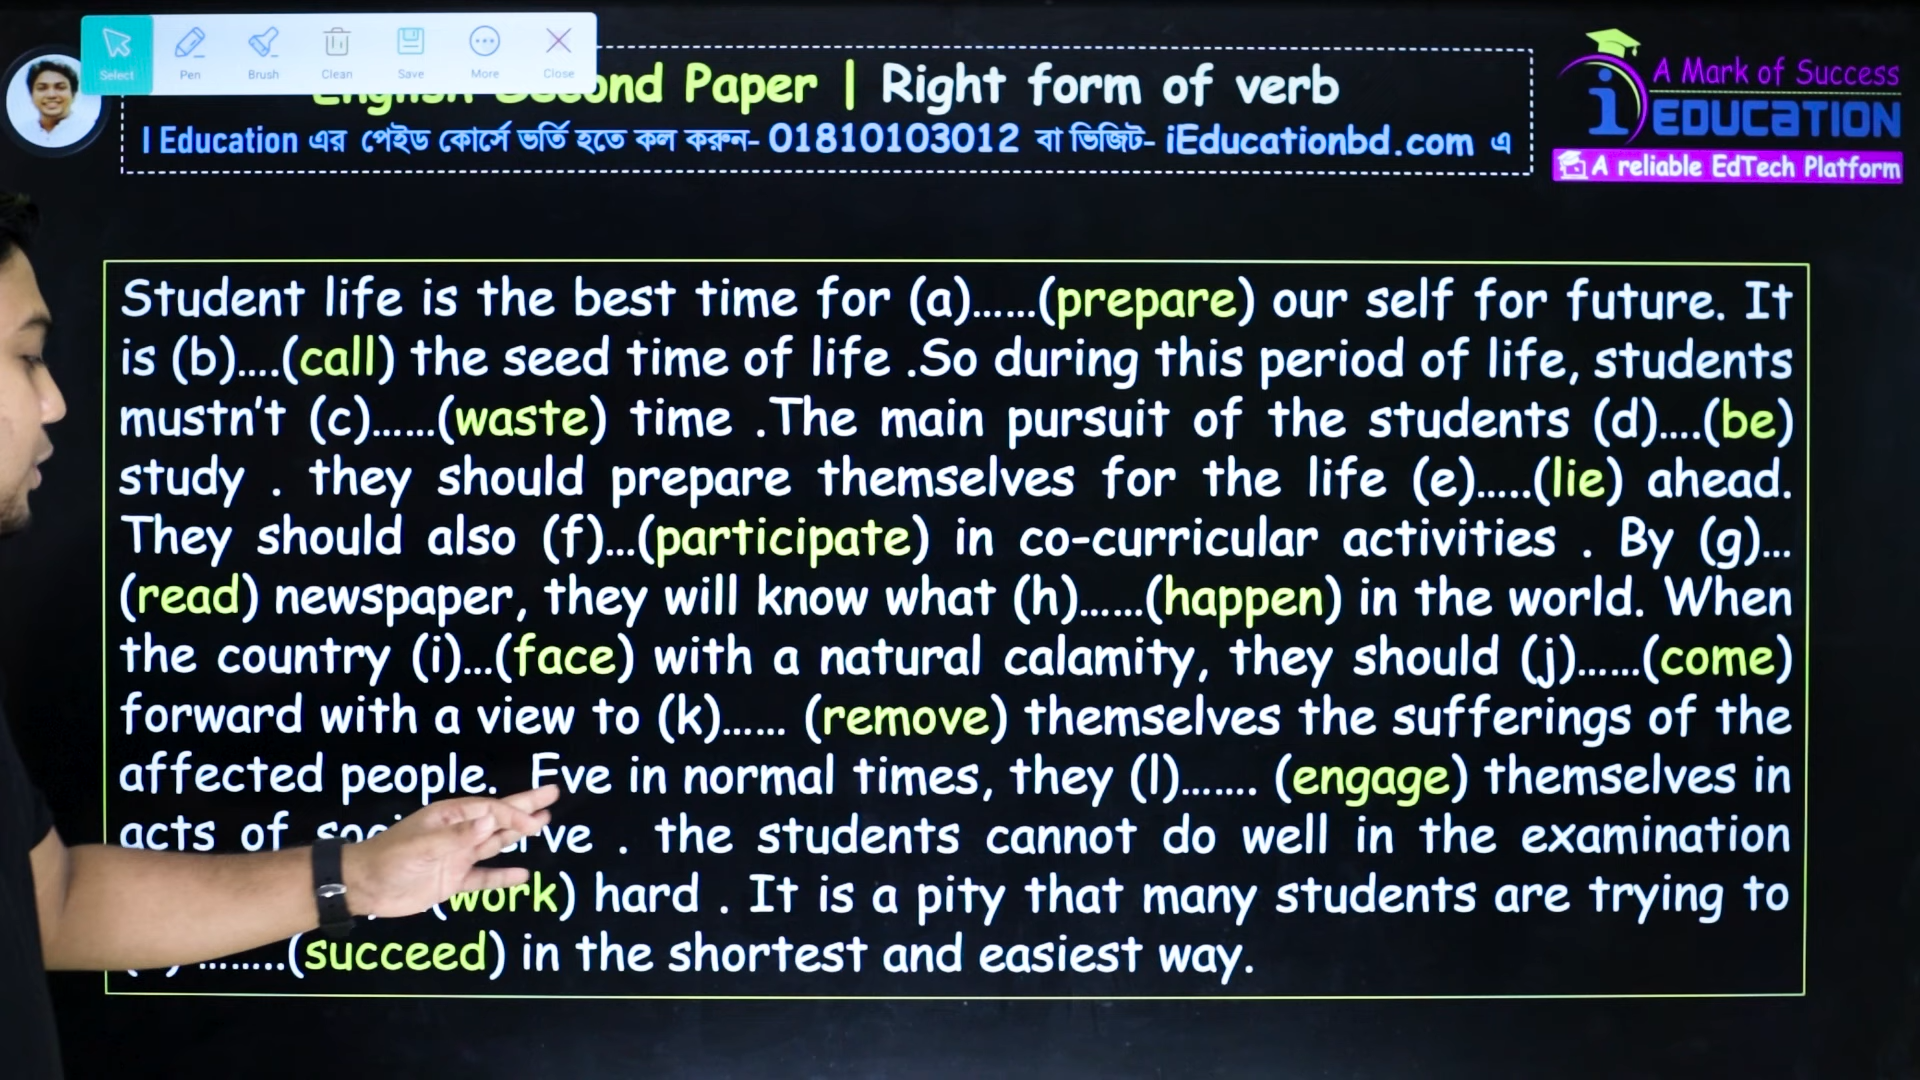 Select Pen Brush Clean Save More Close
Second Paper | Right form of verb
I Education এর পেইড কোর্সে ভর্তি হতে কল করুন- 01810103012 বা ভিজিট- iEducationbd.com এ
A Mark of Success
iEDUCATION
A reliable EdTech Platform
Student life is the best time for (a)......(prepare) our self for future. It
is (b)....(call) the seed time of life .So during this period of life, students
mustn't (c)......(waste) time .The main pursuit of the students (d)....(be)
study . they should prepare themselves for the life (e).....(lie) ahead.
They should also (f)...(participate) in co-curricular activities . By (g)...
(read) newspaper, they will know what (h)......(happen) in the world. When
the country (i)...(face) with a natural calamity, they should (j)......(come)
forward with a view to (k)...... (remove) themselves the sufferings of the
affected people. Eve in normal times, they (l)....... (engage) themselves in
acts of . the students cannot do well in the examination
(work) hard . It is a pity that many students are trying to
........(succeed) in the shortest and easiest way.